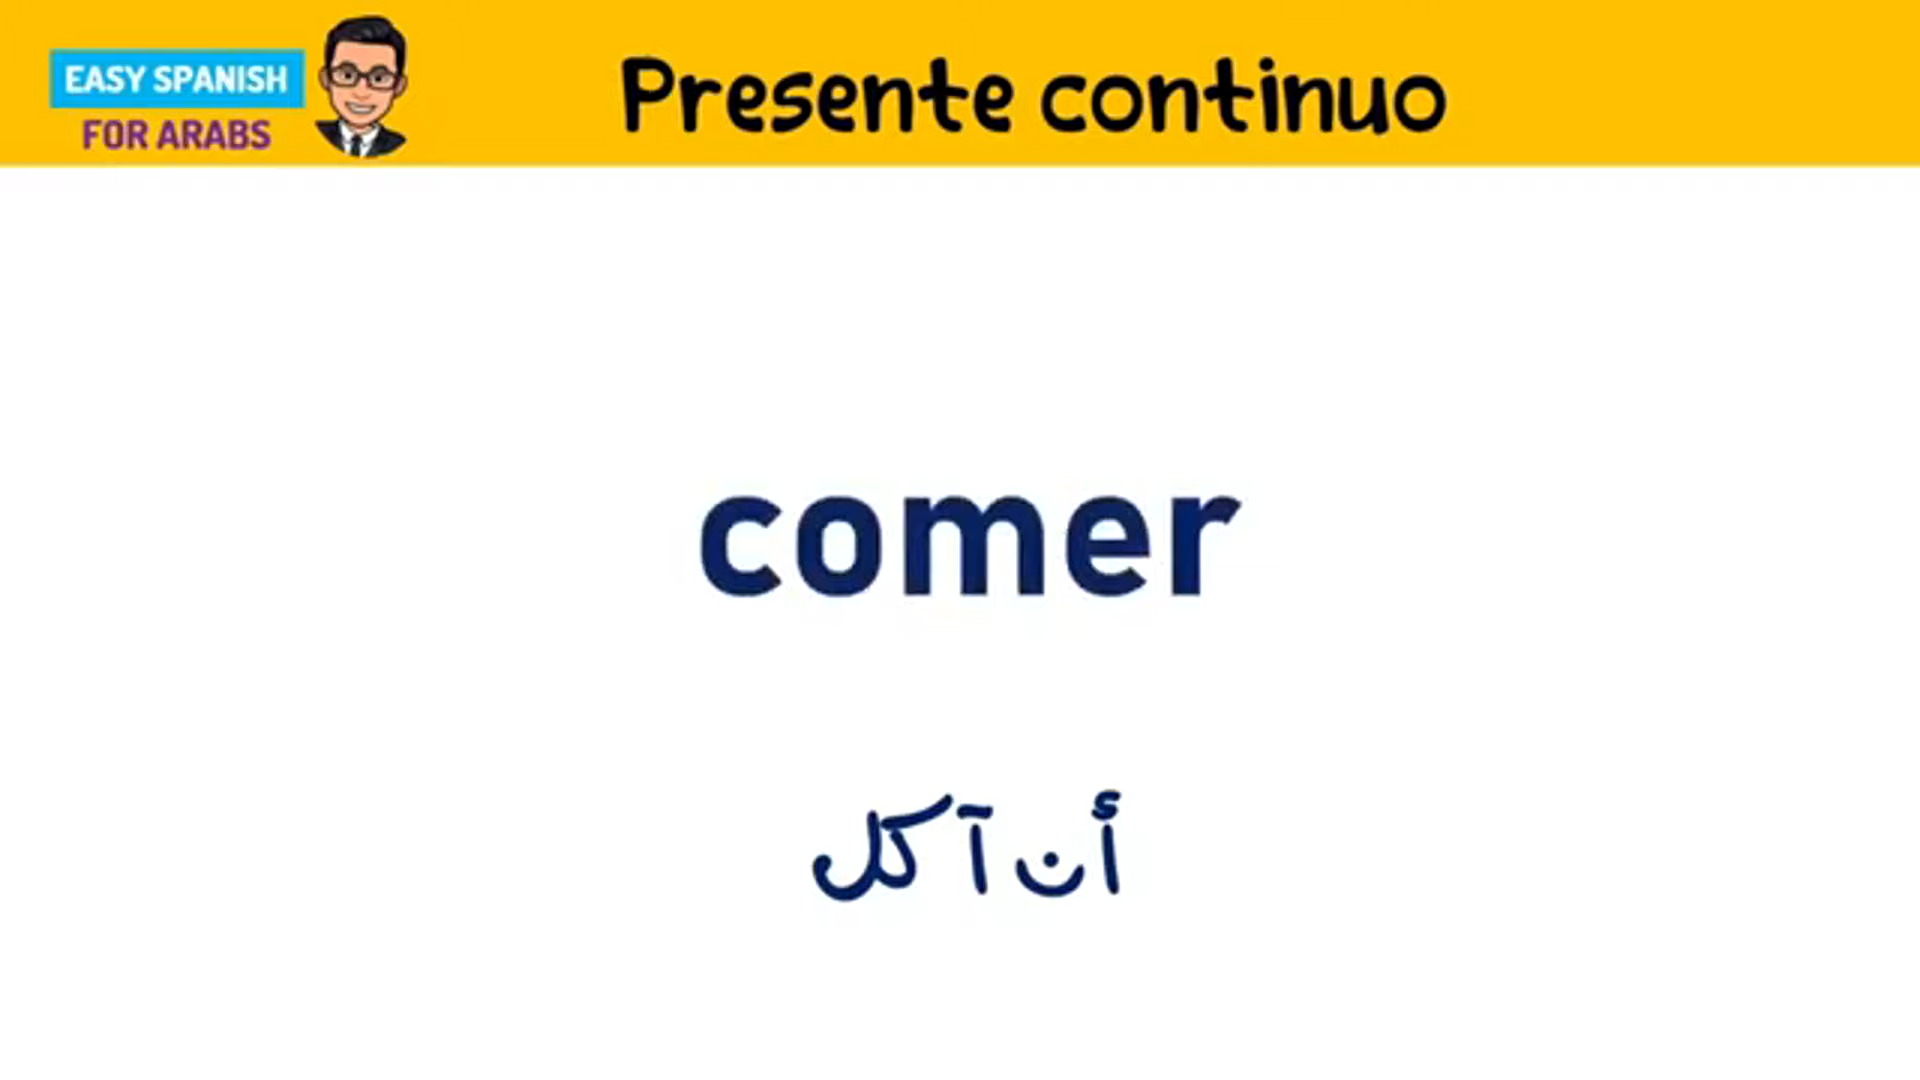 EASY SPANISH
FOR ARABS
Presente continuo
comer
أن آكل